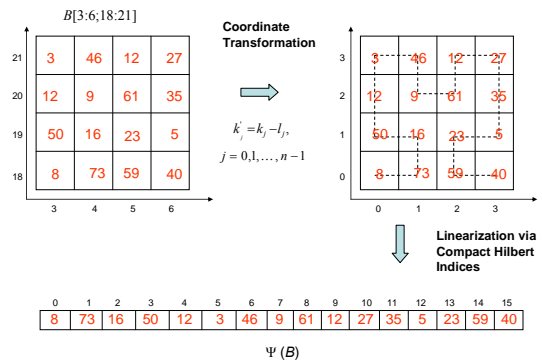 B[3:6;18:21]
21 3 46 12 27
20 12 9 61 35
19 50 16 23 5
18 8 73 59 40
3 4 5 6
Coordinate
Transformation
k'j = kj − lj,
j = 0,1,…, n − 1
3 3 46 12 27
2 12 9 61 35
1 50 16 23 5
0 8 73 59 40
0 1 2 3
Linearization via
Compact Hilbert
Indices
0 1 2 3 4 5 6 7 8 9 10 11 12 13 14 15
8 73 16 50 12 3 46 9 61 12 27 35 5 23 59 40
Ψ (B)